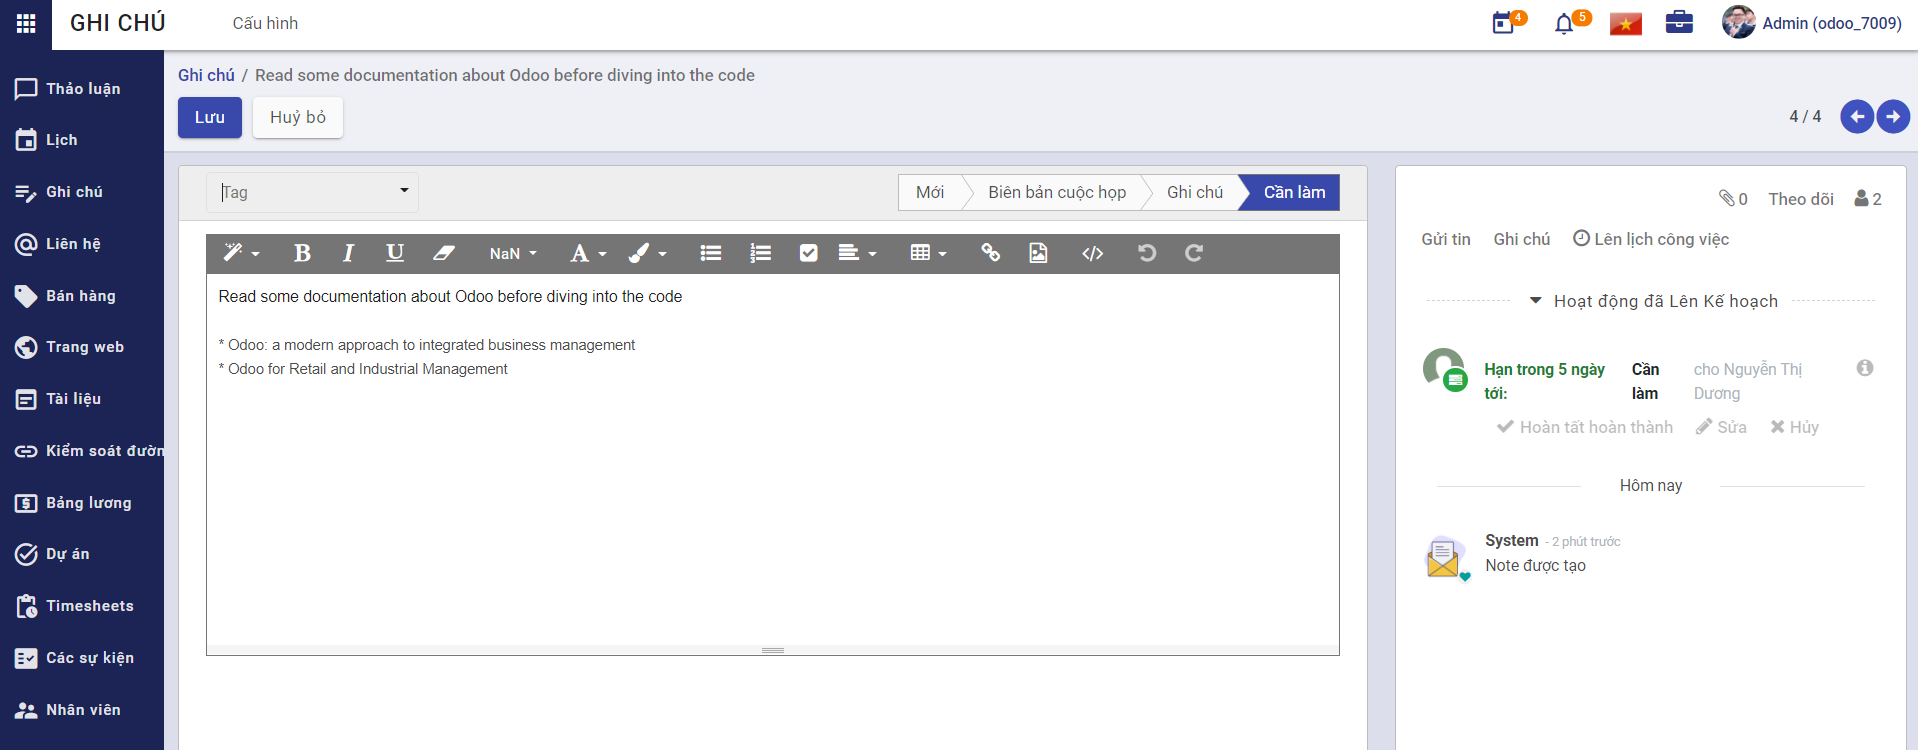 GHI CHÚ
Cấu hình
4
5
Admin (odoo_7009)
Thảo luận
Lịch
Ghi chú
Liên hệ
Bán hàng
Trang web
Tài liệu
Kiểm soát đườn
Bảng lương
Dự án
Timesheets
Các sự kiện
Nhân viên
Ghi chú / Read some documentation about Odoo before diving into the code
Lưu
Huỷ bỏ
4 / 4
Tag
Mới
Biên bản cuộc họp
Ghi chú
Cần làm
B I U NaN A
Read some documentation about Odoo before diving into the code
* Odoo: a modern approach to integrated business management
* Odoo for Retail and Industrial Management
0 Theo dõi 2
Gửi tin Ghi chú Lên lịch công việc
Hoạt động đã Lên Kế hoạch
Hạn trong 5 ngày
tới:
Cần
làm
cho Nguyễn Thị
Dương
Hoàn tất hoàn thành Sửa Hủy
Hôm nay
System - 2 phút trước
Note được tạo